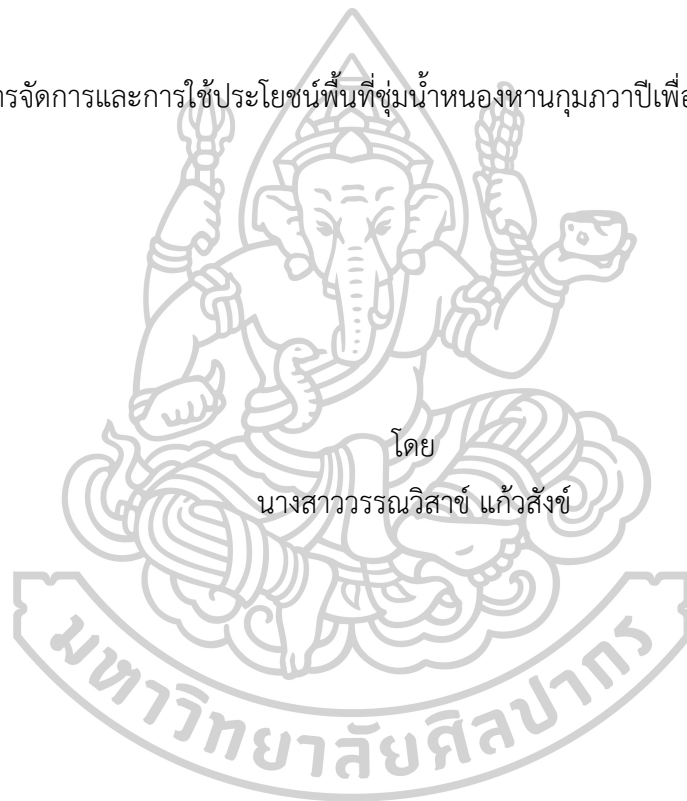 ารจัดการและการใช้ประโยชน์พื้นที่ชุ่มน้ำหนองหานกุมภวาปีเพื่อ
โดย
นางสาววรรณวิสาข์ แก้วสังข์
มหาวิทยาลัยศิลปากร